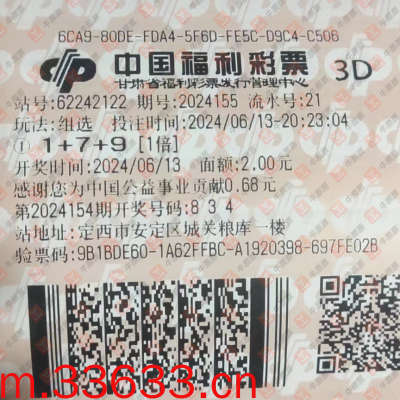 6CA9-80DE-FDA4-5F6D-FE5C-D9C4-C506
中国福利彩票 3D
甘肃省福利彩票发行管理中心
站号:62242122 期号:2024155 流水号:21
玩法:组选 投注时间:2024/06/13-20:23:04
① 1+7+9 [1倍]
开奖时间:2024/06/13 面额:2.00元
感谢您为中国公益事业贡献0.68元
第2024154期开奖号码:8 3 4
站地址: 定西市安定区城关粮库一楼
验票码:9B1BDE60-1A62FFBC-A1920398-697FE02B
m.33633.cn